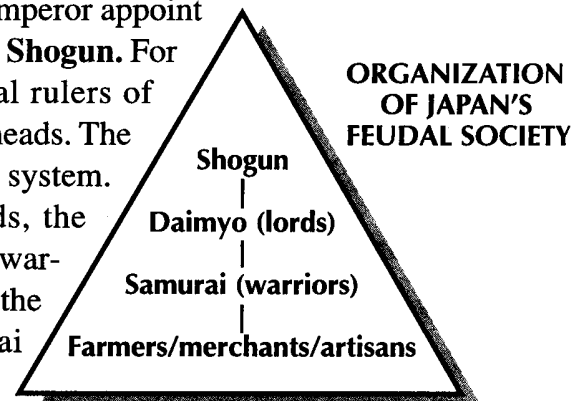 mperor appoint
Shogun. For
al rulers of
eads. The
system.
ds, the
war-
the
ai
ORGANIZATION
OF JAPAN'S
FEUDAL SOCIETY
Shogun
Daimyo (lords)
Samurai (warriors)
Farmers/merchants/artisans